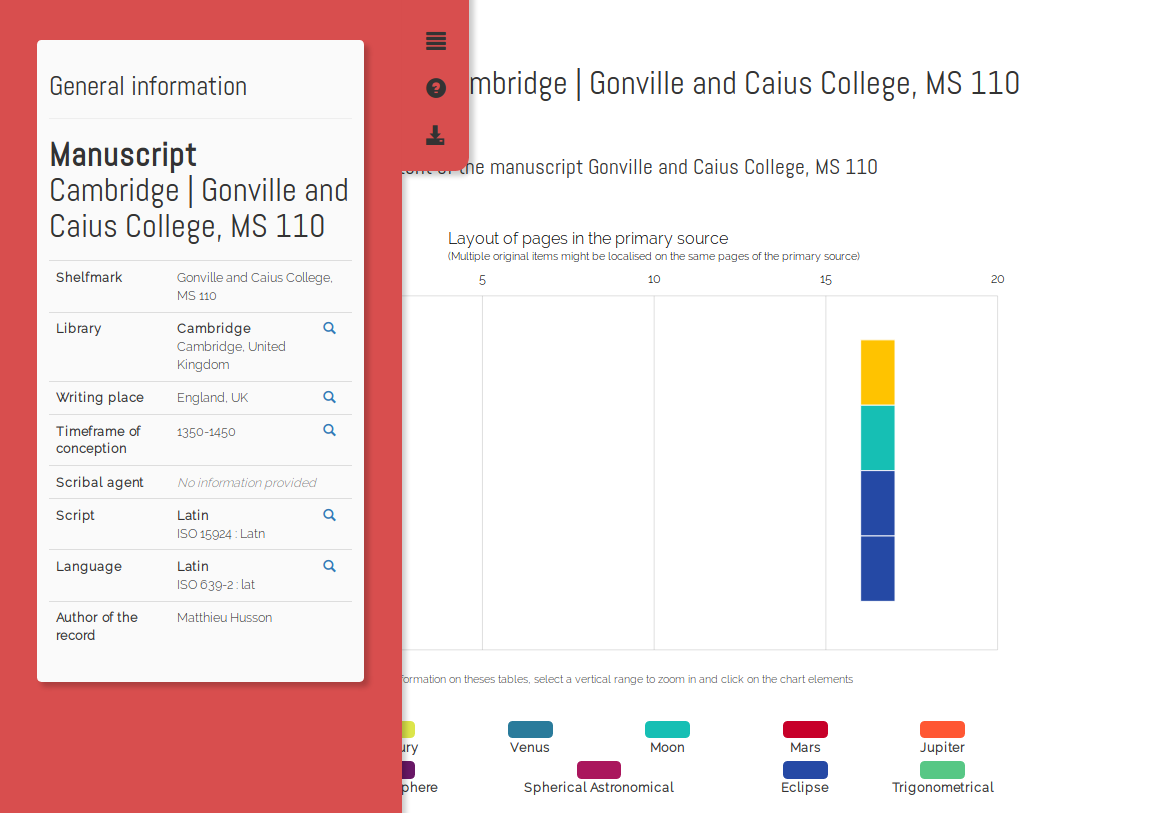 General information
Manuscript
Cambridge | Gonville and
Caius College, MS 110
Shelfmark
Gonville and Caius College,
MS 110
Library
Cambridge
Cambridge, United
Kingdom
Writing place
England, UK
Timeframe of
conception
1350-1450
Scribal agent
No information provided
Script
Latin
ISO 15924 : Latn
Language
Latin
ISO 639-2 : lat
Author of the
record
Matthieu Husson
mbridge | Gonville and Caius College, MS 110
the manuscript Gonville and Caius College, MS 110
Layout of pages in the primary source
(Multiple original items might be localised on the same pages of the primary source)
5 10 15 20
formation on theses tables, select a vertical range to zoom in and click on the chart elements
ury Venus Moon Mars Jupiter
phere Spherical Astronomical Eclipse Trigonometrical